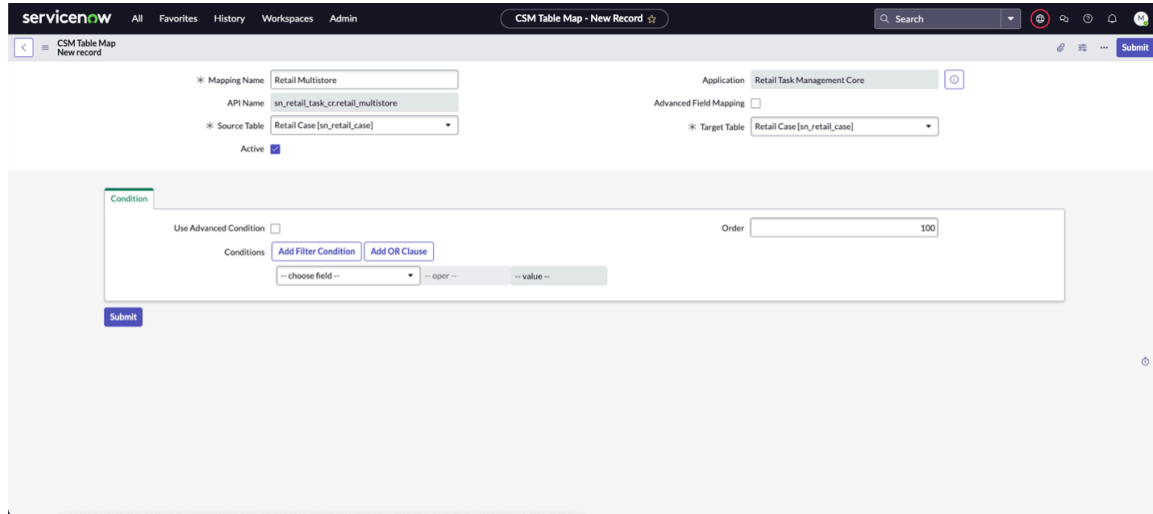 servicenow All Favorites History Workspaces Admin CSM Table Map - New Record Search M
CSM Table Map
New record
Submit
Mapping Name Retail Multistore Application Retail Task Management Core
API Name sn_retail_task_cr.retail_multistore Advanced Field Mapping
Source Table Retail Case [sn_retail_case] Target Table Retail Case [sn_retail_case]
Active
Condition
Use Advanced Condition Order 100
Conditions Add Filter Condition Add OR Clause
-- choose field -- -- oper -- -- value --
Submit